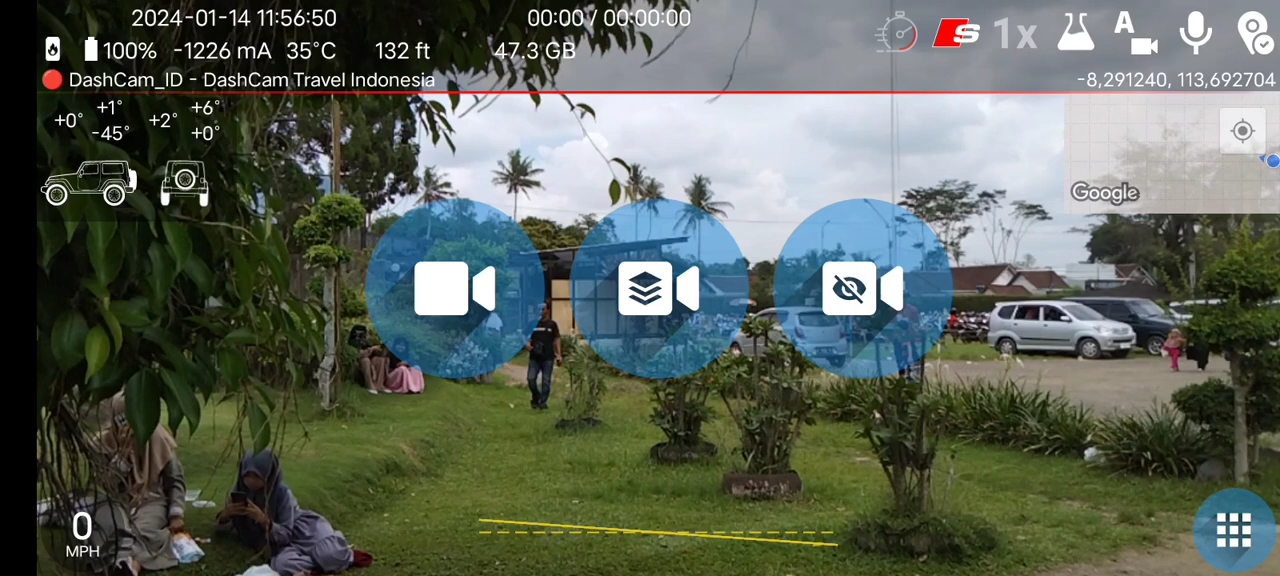 2024-01-14 11:56:50 00:00 / 00:00:00
100% -1226 mA 35°C 132 ft 47.3 GB
S 1x A
DashCam_ID - DashCam Travel Indonesia -8,291240, 113,692704
+0° +1° -45° +2° +6° +0°
Google
0
MPH